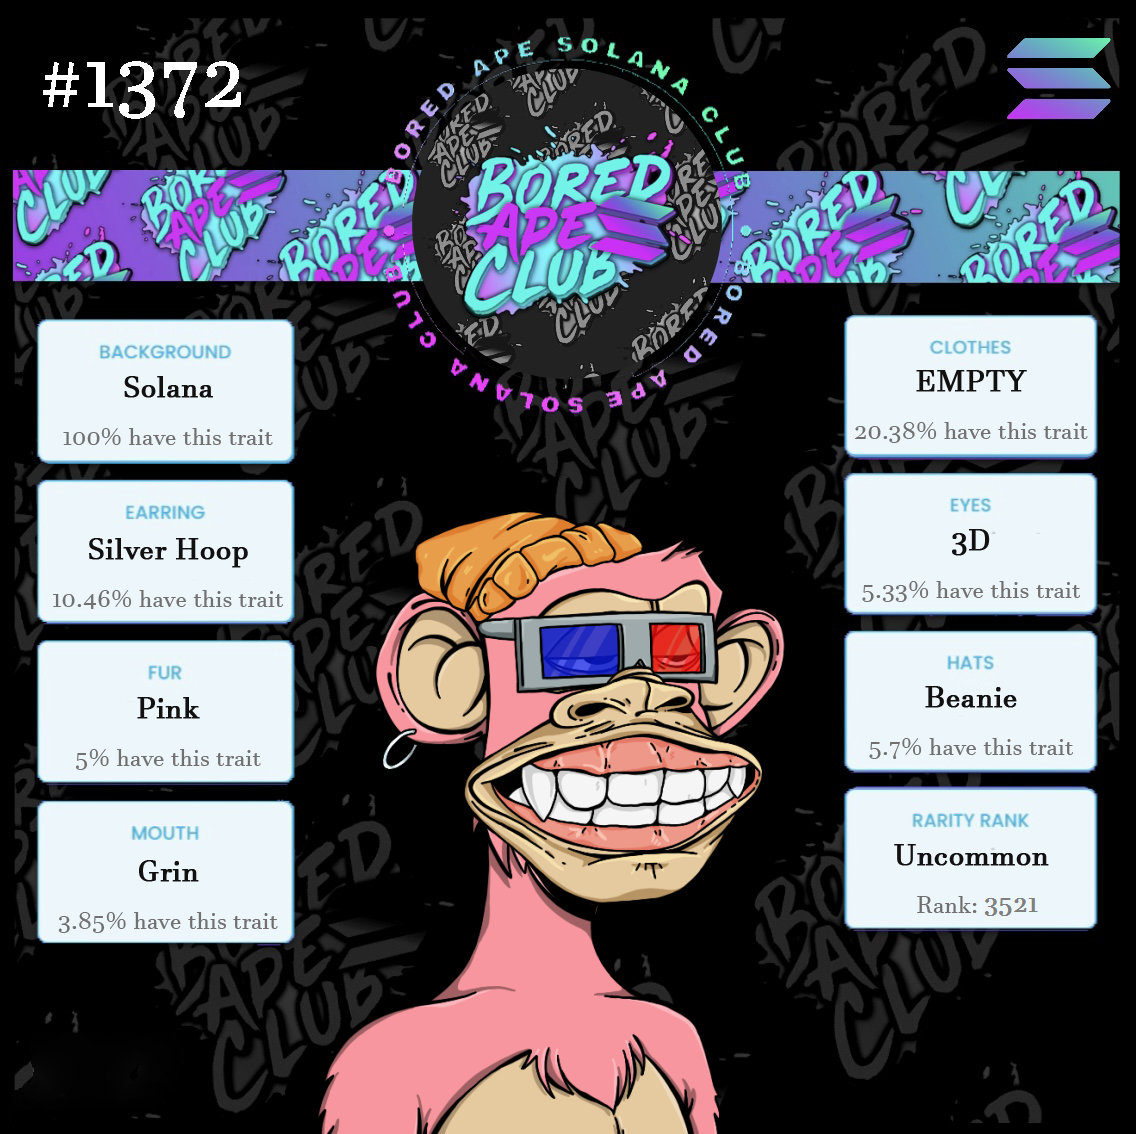 #1372
BORED APE SOLANA CLUB
BORED APE SOLANA CLUB
BORED
APE
CLUB
BACKGROUND
Solana
100% have this trait
EARRING
Silver Hoop
10.46% have this trait
FUR
Pink
5% have this trait
MOUTH
Grin
3.85% have this trait
CLOTHES
EMPTY
20.38% have this trait
EYES
3D
5.33% have this trait
HATS
Beanie
5.7% have this trait
RARITY RANK
Uncommon
Rank: 3521